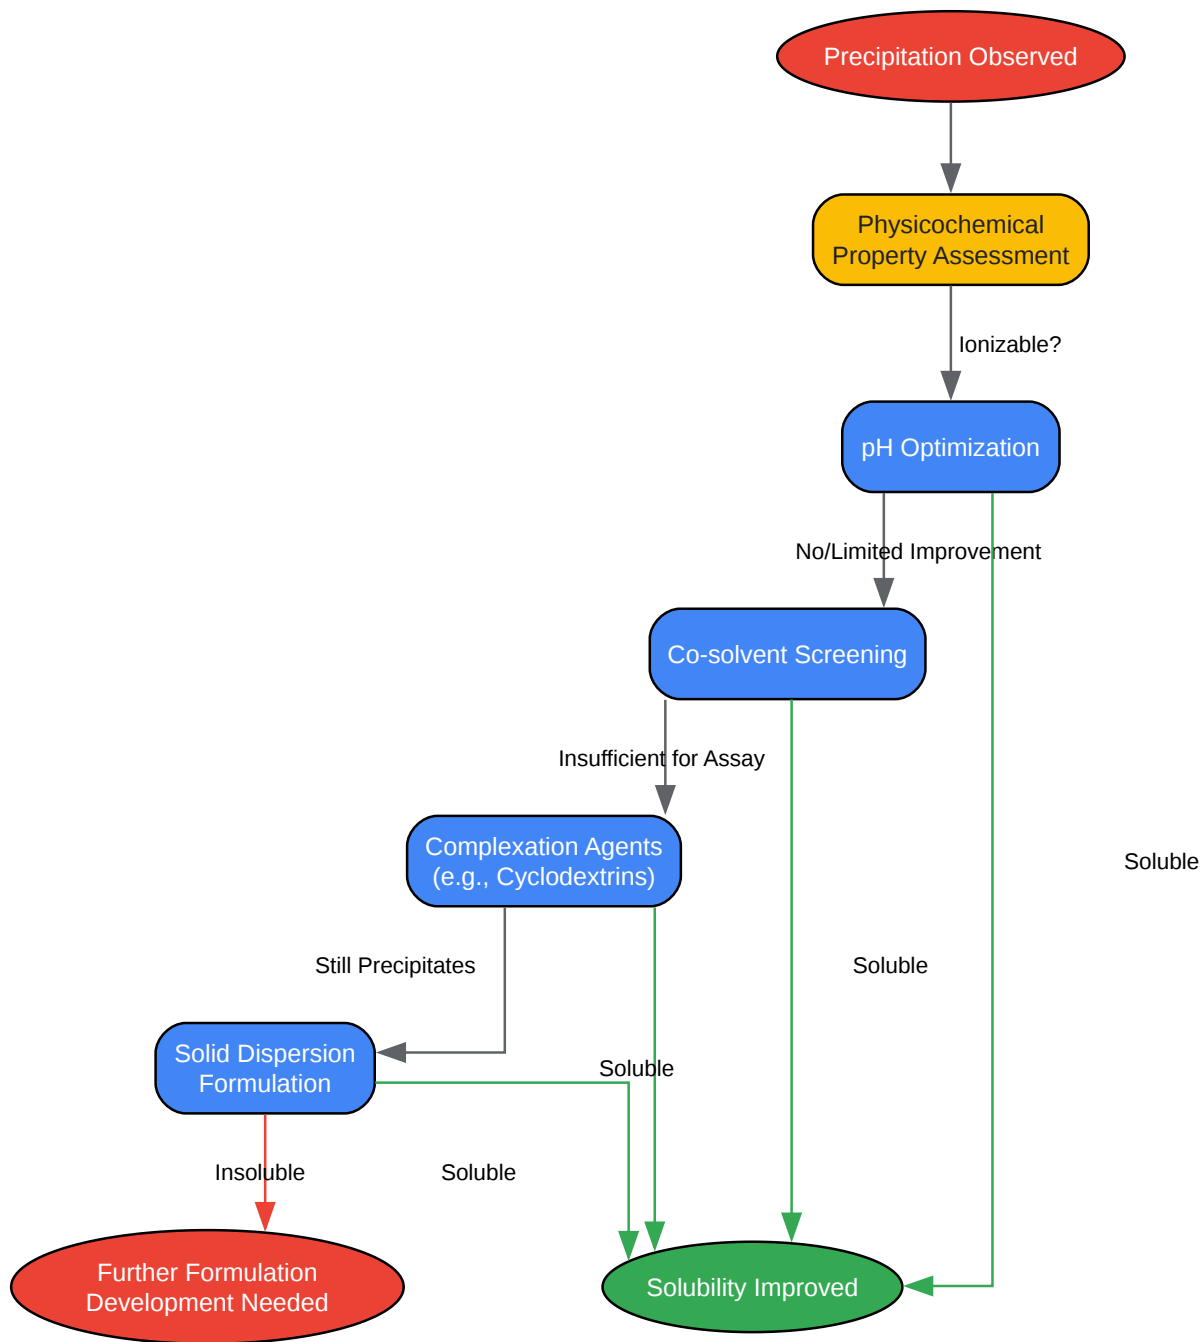 Precipitation Observed
Physicochemical
Property Assessment
Ionizable?
pH Optimization
No/Limited Improvement
Co-solvent Screening
Insufficient for Assay
Complexation Agents
(e.g., Cyclodextrins)
Soluble
Still Precipitates
Soluble
Solid Dispersion
Formulation
Soluble
Insoluble
Soluble
Further Formulation
Development Needed
Solubility Improved